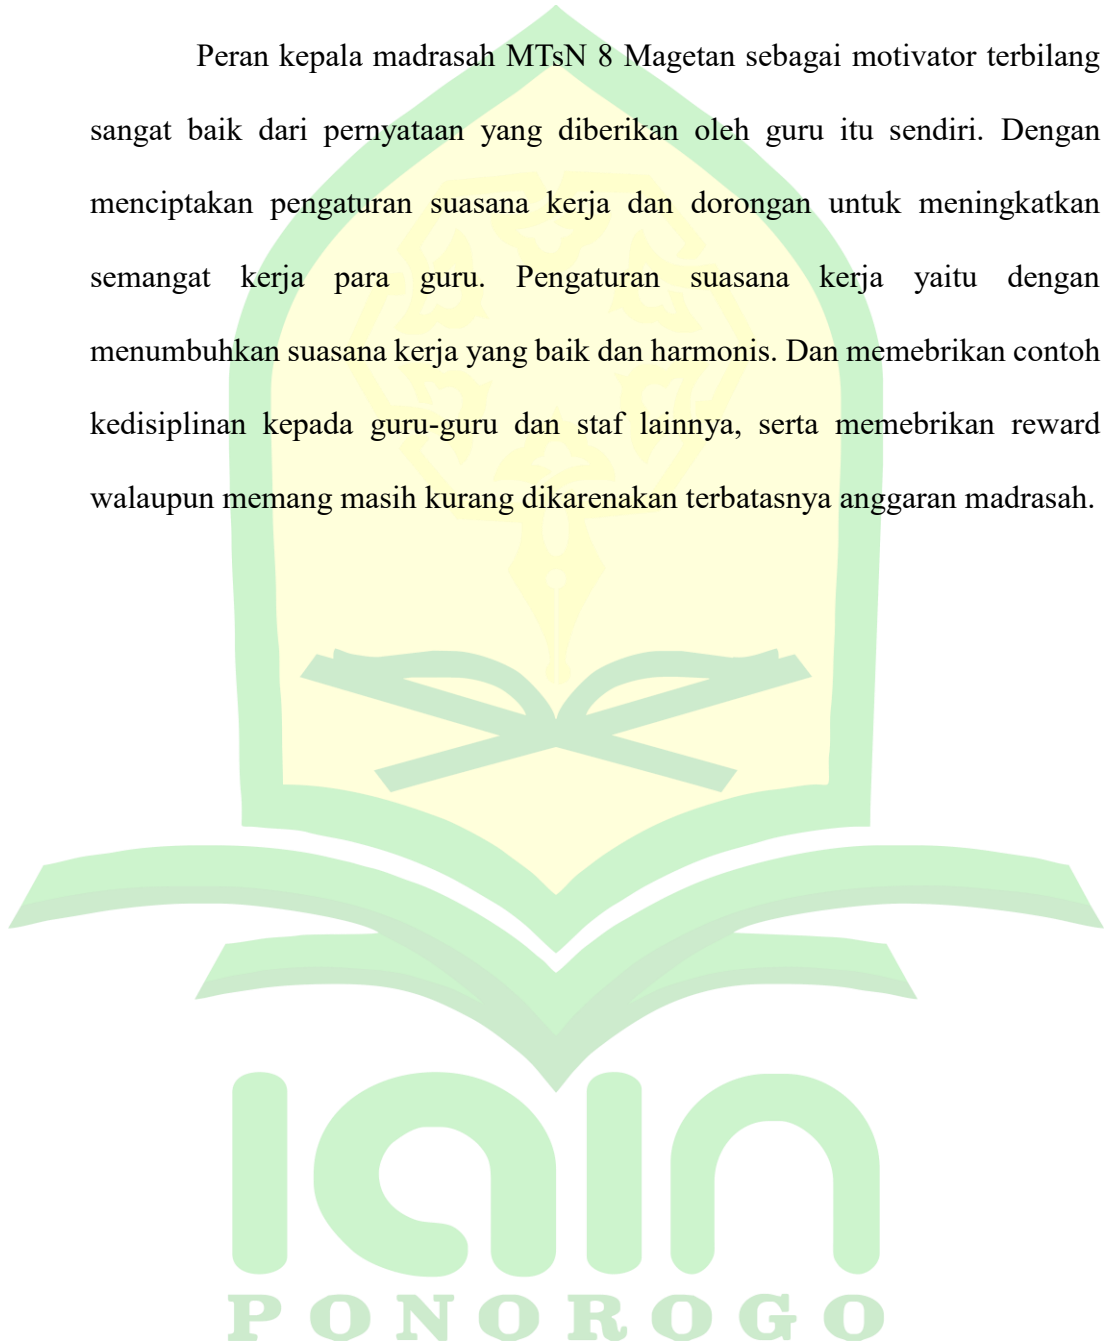 Peran kepala madrasah MTsN 8 Magetan sebagai motivator terbilang
sangat baik dari pernyataan yang diberikan oleh guru itu sendiri. Dengan
menciptakan pengaturan suasana kerja dan dorongan untuk meningkatkan
semangat kerja para guru. Pengaturan suasana kerja yaitu dengan
menumbuhkan suasana kerja yang baik dan harmonis. Dan memebrikan contoh
kedisiplinan kepada guru-guru dan staf lainnya, serta memebrikan reward
walaupun memang masih kurang dikarenakan terbatasnya anggaran madrasah.
iain
PONOROGO